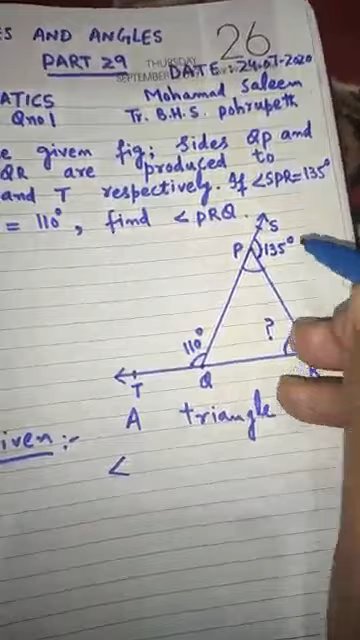 ES AND ANGLES
26
PART 29
THURSDAY
SEPTEMBER
DATE: 24.07.2020
ATICS
Mohamad Saleem
Q no 1
Tr. B.H.S. Pohrupeth
e given fig; sides QP and
QR are produced to
and T respectively. If ∠SPR=135°
= 110°, find ∠PRQ.
S
P
135°
110°
?
T
Q
R
A triangle
iven:-
∠